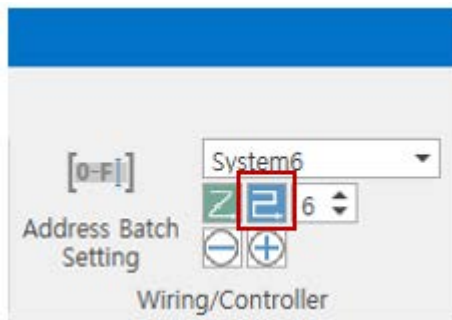 [0-F]
System6
6
Address Batch
Setting
Wiring/Controller